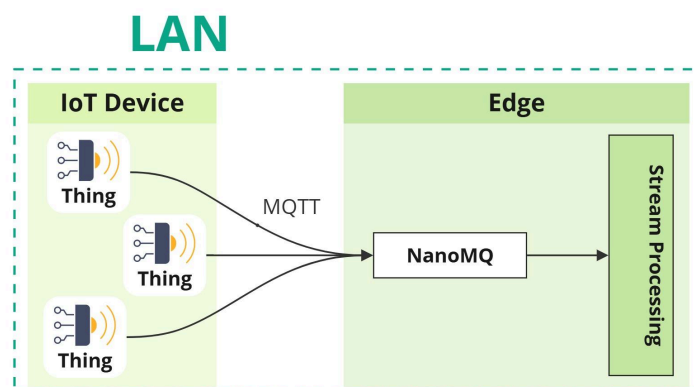 LAN
IoT Device
Edge
Thing
MQTT
Thing
NanoMQ
Stream Processing
Thing